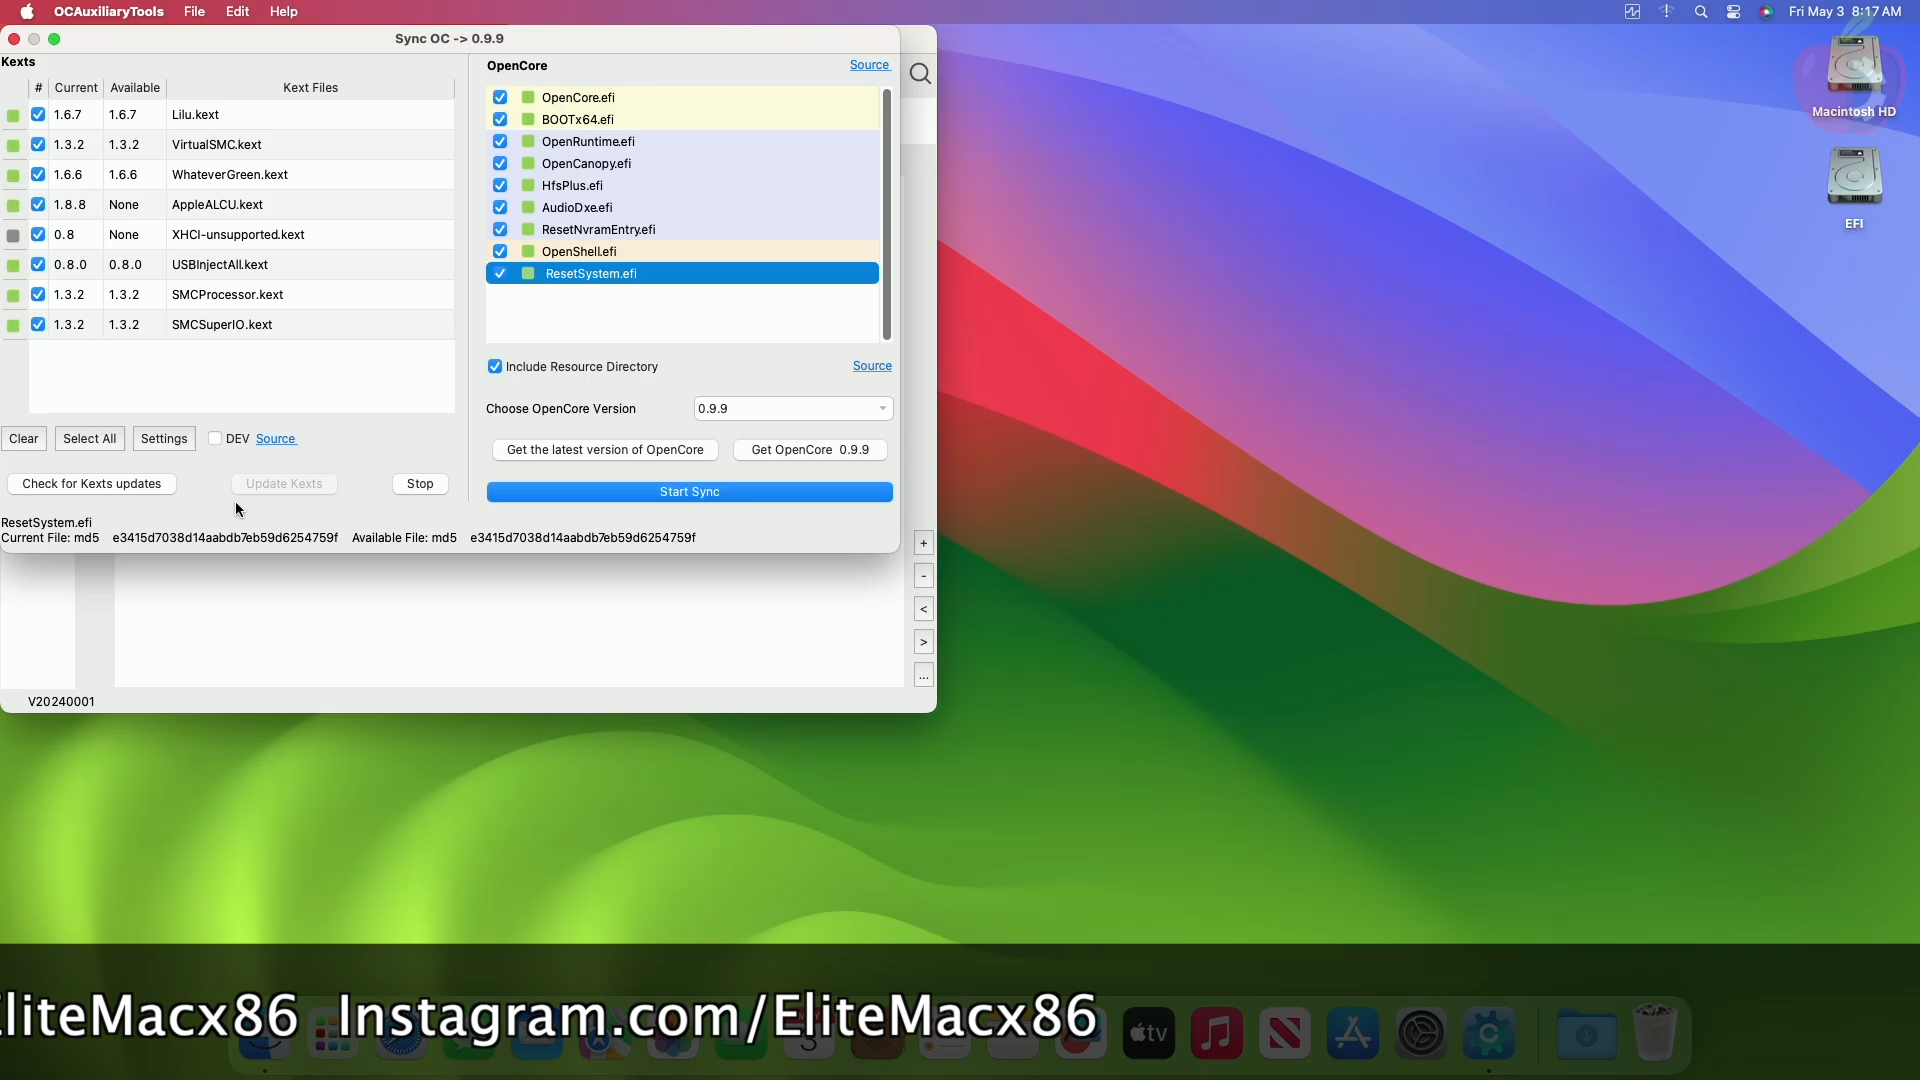 OCAuxiliaryTools File Edit Help
Fri May 3 8:17 AM
Sync OC -> 0.9.9
Kexts
# Current Available Kext Files
1.6.7 1.6.7 Lilu.kext
1.3.2 1.3.2 VirtualSMC.kext
1.6.6 1.6.6 WhateverGreen.kext
1.8.8 None AppleALCU.kext
0.8 None XHCI-unsupported.kext
0.8.0 0.8.0 USBInjectAll.kext
1.3.2 1.3.2 SMCProcessor.kext
1.3.2 1.3.2 SMCSuperIO.kext
Clear Select All Settings DEV Source
Check for Kexts updates Update Kexts Stop
OpenCore Source
OpenCore.efi
BOOTx64.efi
OpenRuntime.efi
OpenCanopy.efi
HfsPlus.efi
AudioDxe.efi
ResetNvramEntry.efi
OpenShell.efi
ResetSystem.efi
Include Resource Directory Source
Choose OpenCore Version 0.9.9
Get the latest version of OpenCore Get OpenCore 0.9.9
Start Sync
ResetSystem.efi
Current File: md5 e3415d7038d14aabdb7eb59d6254759f Available File: md5 e3415d7038d14aabdb7eb59d6254759f
+
-
<
>
...
V20240001
Macintosh HD
EFI
liteMacx86 Instagram.com/EliteMacx86
tv
3